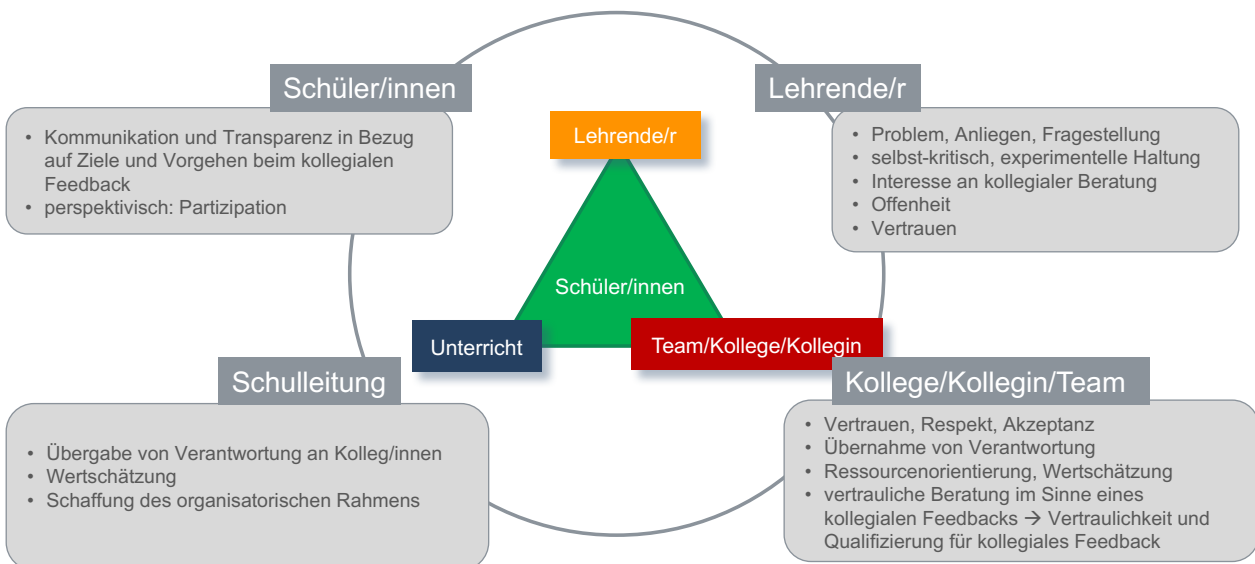 Schüler/innen
• Kommunikation und Transparenz in Bezug
auf Ziele und Vorgehen beim kollegialen
Feedback
• perspektivisch: Partizipation
Lehrende/r
• Problem, Anliegen, Fragestellung
• selbst-kritisch, experimentelle Haltung
• Interesse an kollegialer Beratung
• Offenheit
• Vertrauen
Lehrende/r
Schüler/innen
Unterricht
Team/Kollege/Kollegin
Schulleitung
• Übergabe von Verantwortung an Kolleg/innen
• Wertschätzung
• Schaffung des organisatorischen Rahmens
Kollege/Kollegin/Team
• Vertrauen, Respekt, Akzeptanz
• Übernahme von Verantwortung
• Ressourcenorientierung, Wertschätzung
• vertrauliche Beratung im Sinne eines
kollegialen Feedbacks → Vertraulichkeit und
Qualifizierung für kollegiales Feedback